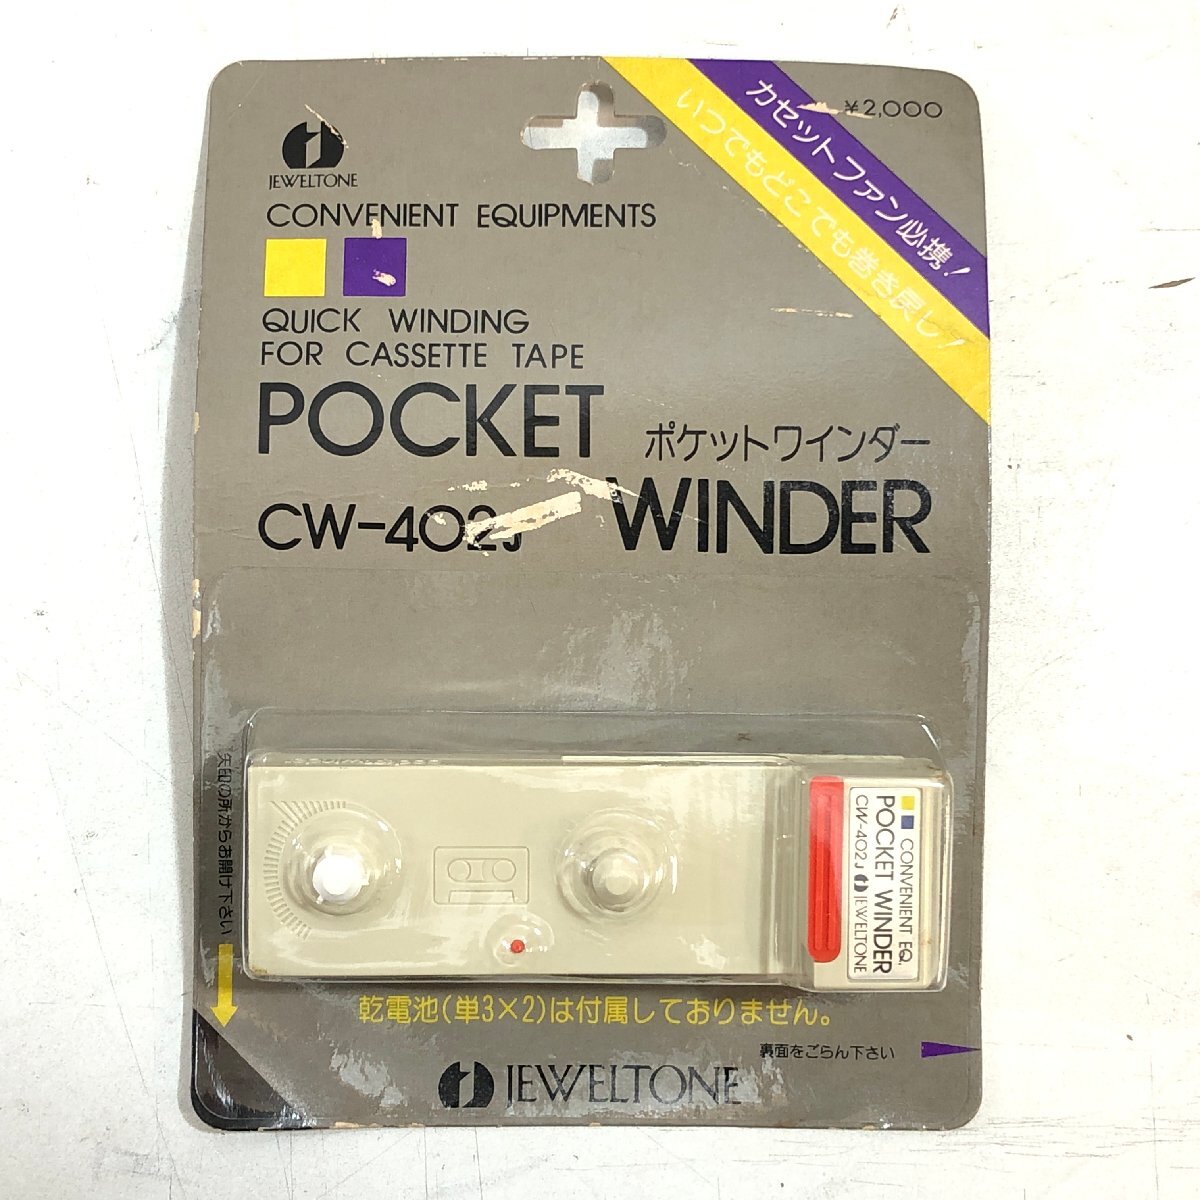 ¥2,000
カセットファン必携!
いつでもどこでも巻き戻し!
JEWELTONE
CONVENIENT EQUIPMENTS
QUICK WINDING
FOR CASSETTE TAPE
POCKET
ポケットワインダー
CW-402J
WINDER
矢印の所からお開け下さい
CONVENIENT EQ.
POCKET WINDER
CW-402J JEWELTONE
乾電池(単3×2)は付属しておりません。
裏面をごらん下さい
JEWELTONE